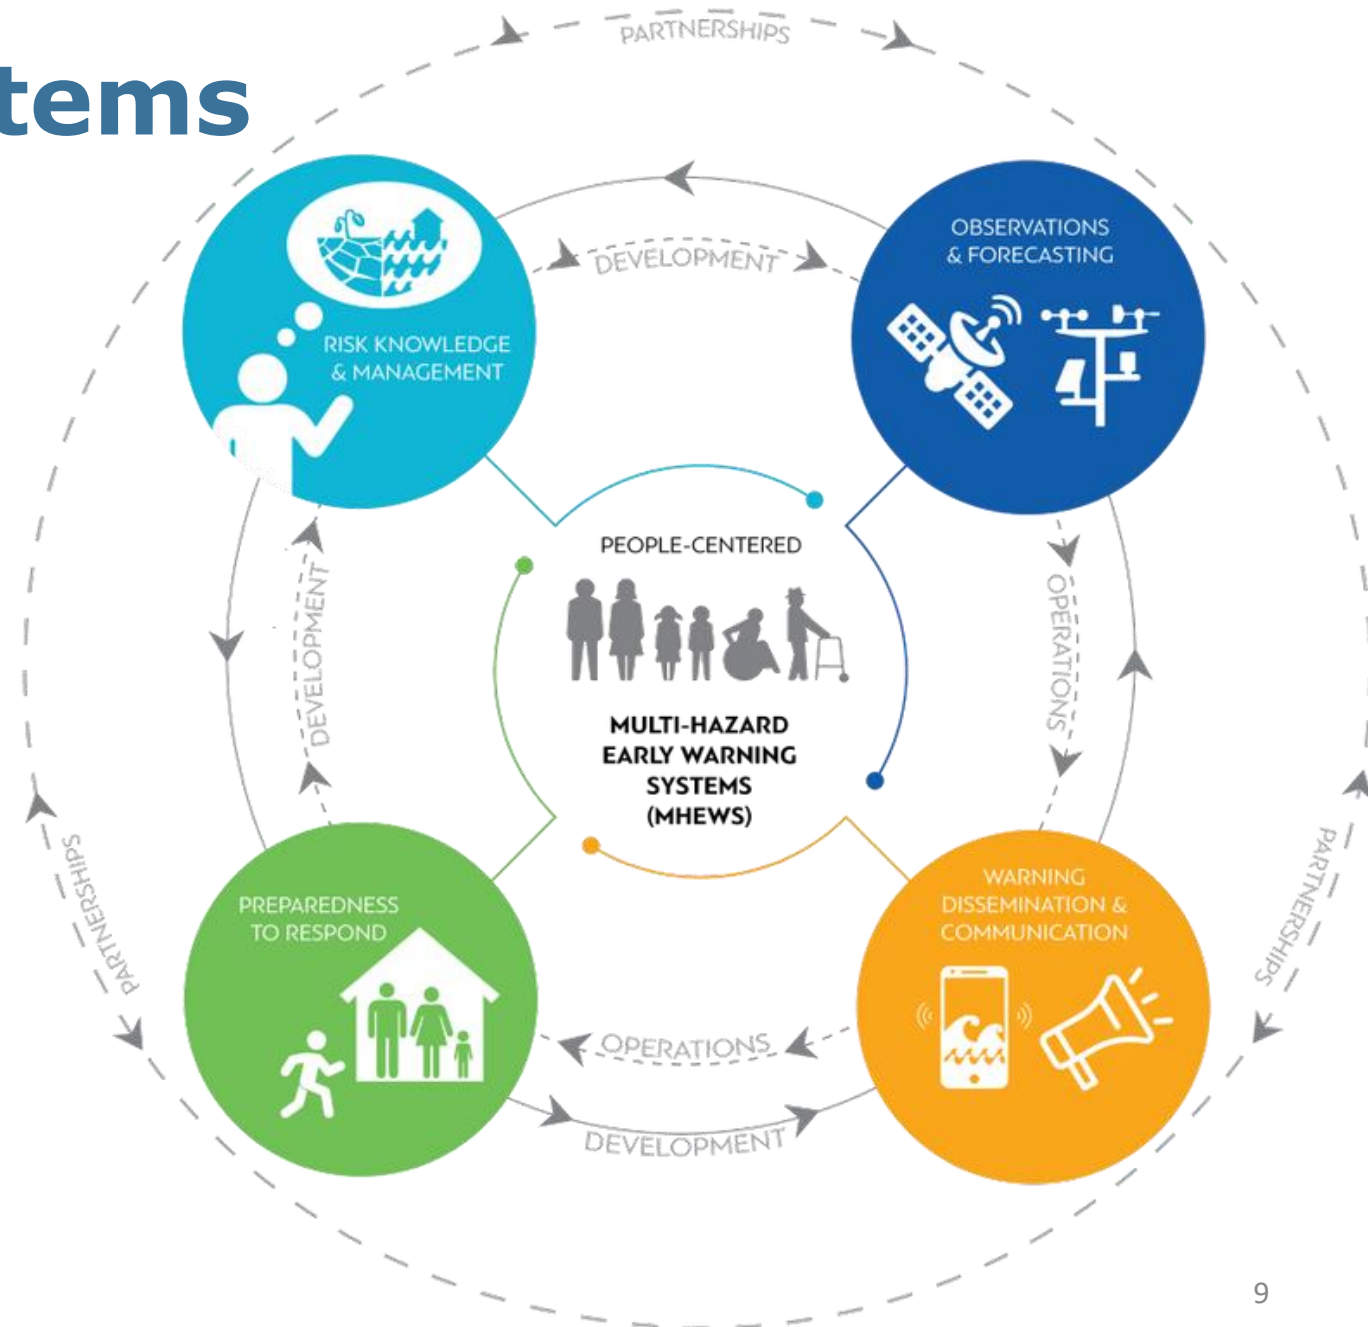 PARTNERSHIPS
tems
OBSERVATIONS
& FORECASTING
DEVELOPMENT
RISK KNOWLEDGE
& MANAGEMENT
PEOPLE-CENTERED
DEVELOPMENT
OPERATIONS
MULTI-HAZARD
EARLY WARNING
SYSTEMS
(MHEWS)
PARTNERSHIPS
PARTNERSHIPS
PREPAREDNESS
TO RESPOND
WARNING
DISSEMINATION &
COMMUNICATION
OPERATIONS
DEVELOPMENT
9